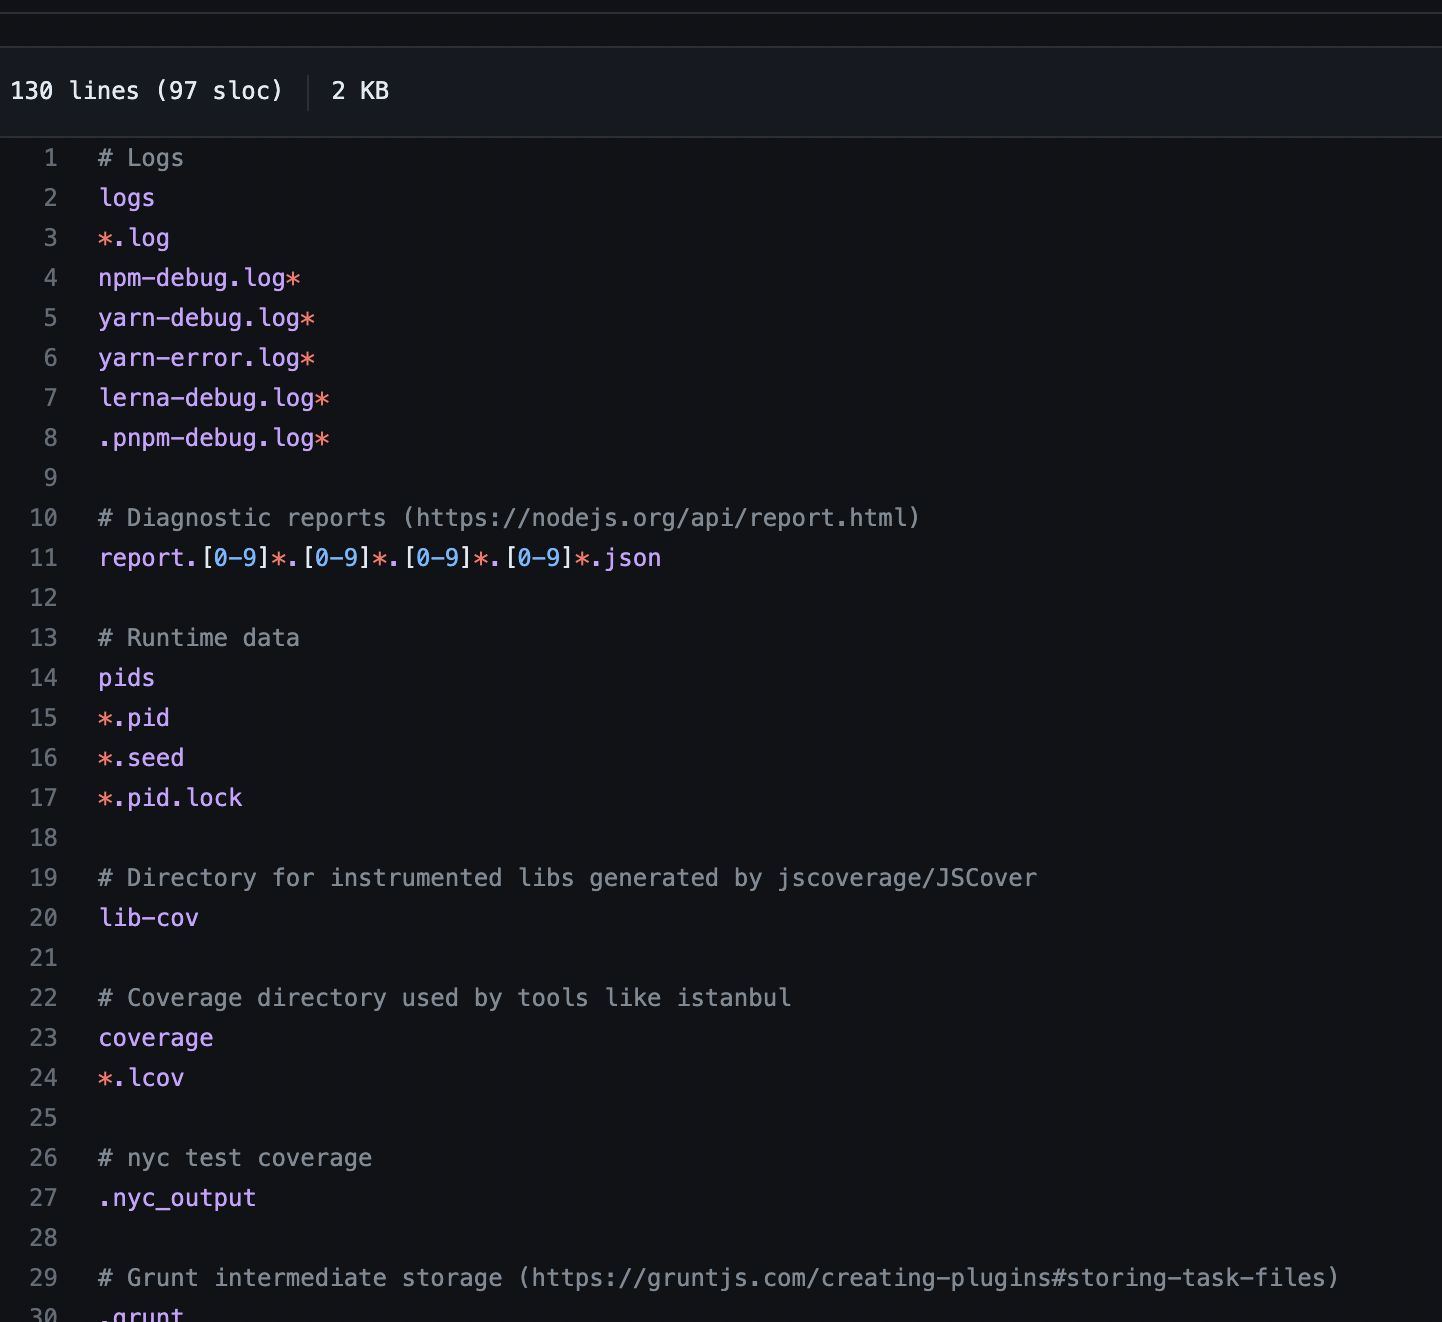 130 lines (97 sloc) 2 KB
1 # Logs
2 logs
3 *.log
4 npm-debug.log*
5 yarn-debug.log*
6 yarn-error.log*
7 lerna-debug.log*
8 .pnpm-debug.log*
9
10 # Diagnostic reports (https://nodejs.org/api/report.html)
11 report.[0-9]*.[0-9]*.[0-9]*.[0-9]*.json
12
13 # Runtime data
14 pids
15 *.pid
16 *.seed
17 *.pid.lock
18
19 # Directory for instrumented libs generated by jscoverage/JSCover
20 lib-cov
21
22 # Coverage directory used by tools like istanbul
23 coverage
24 *.lcov
25
26 # nyc test coverage
27 .nyc_output
28
29 # Grunt intermediate storage (https://gruntjs.com/creating-plugins#storing-task-files)
30 .grunt